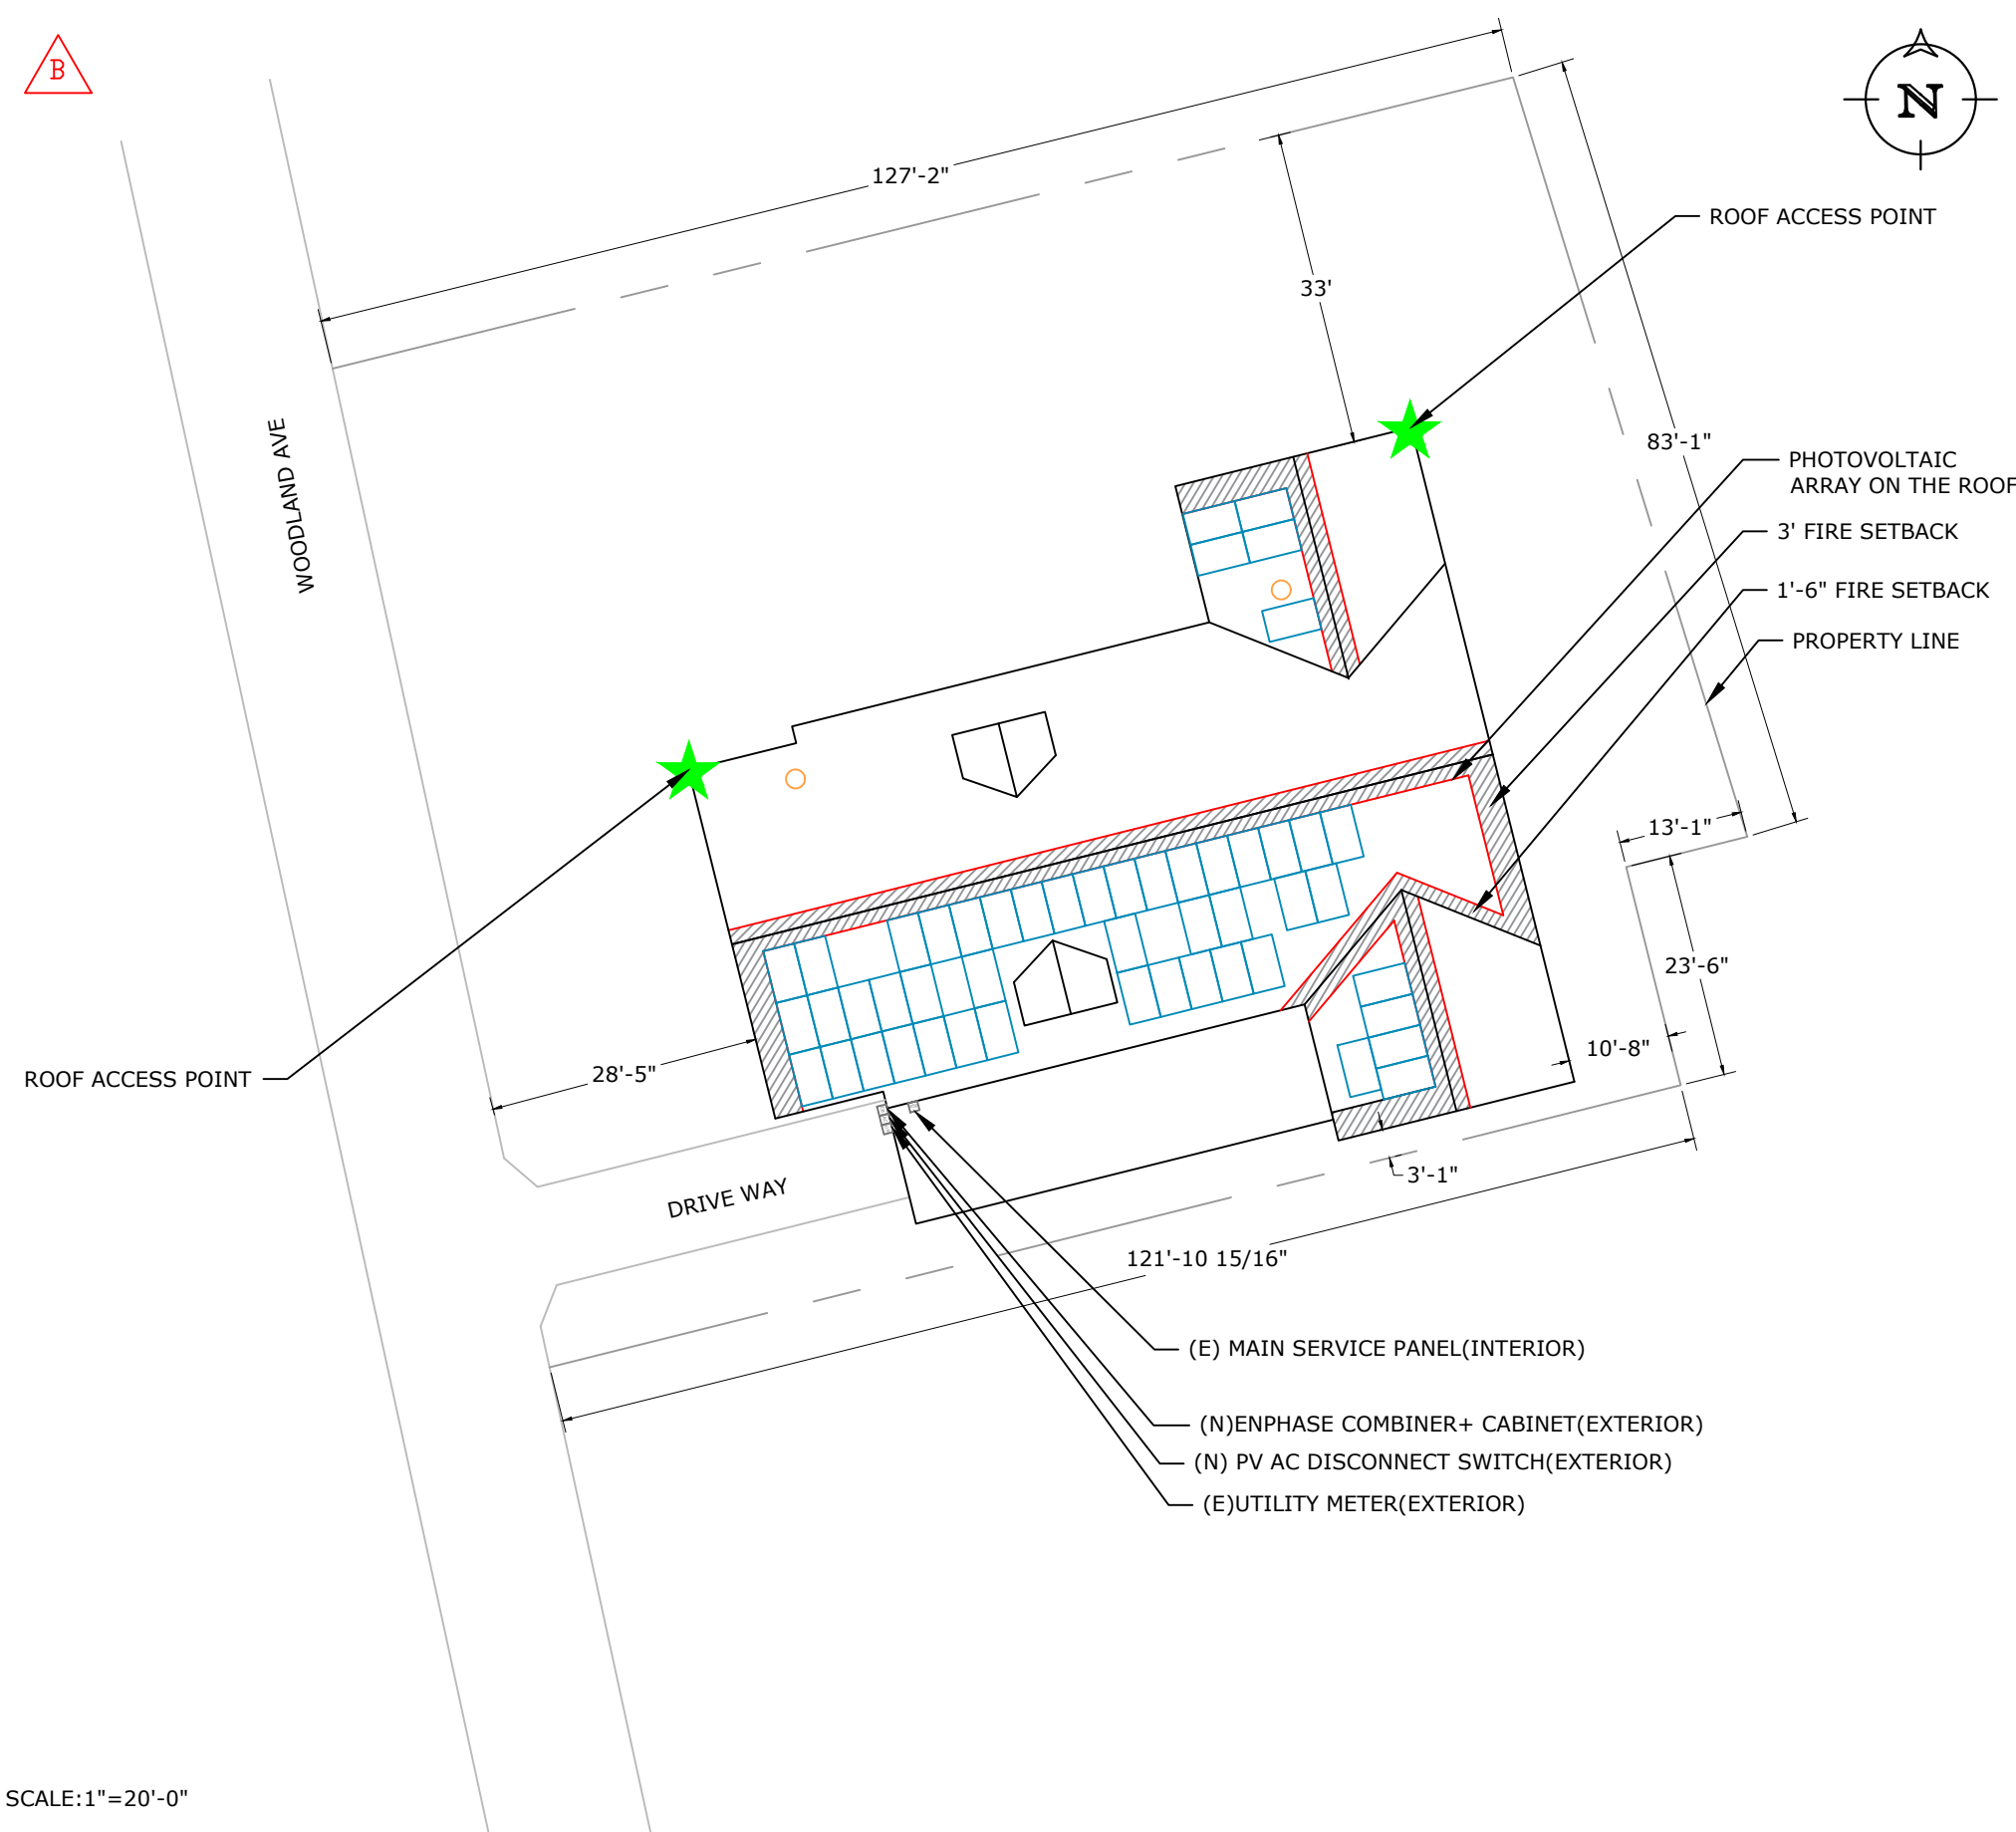 B
N
127'-2"
ROOF ACCESS POINT
33'
WOODLAND AVE
83'-1"
PHOTOVOLTAIC
ARRAY ON THE ROOF
3' FIRE SETBACK
1'-6" FIRE SETBACK
PROPERTY LINE
13'-1"
23'-6"
10'-8"
28'-5"
ROOF ACCESS POINT
DRIVE WAY
3'-1"
121'-10 15/16"
(E) MAIN SERVICE PANEL(INTERIOR)
(N)ENPHASE COMBINER+ CABINET(EXTERIOR)
(N) PV AC DISCONNECT SWITCH(EXTERIOR)
(E)UTILITY METER(EXTERIOR)
SCALE:1"=20'-0"